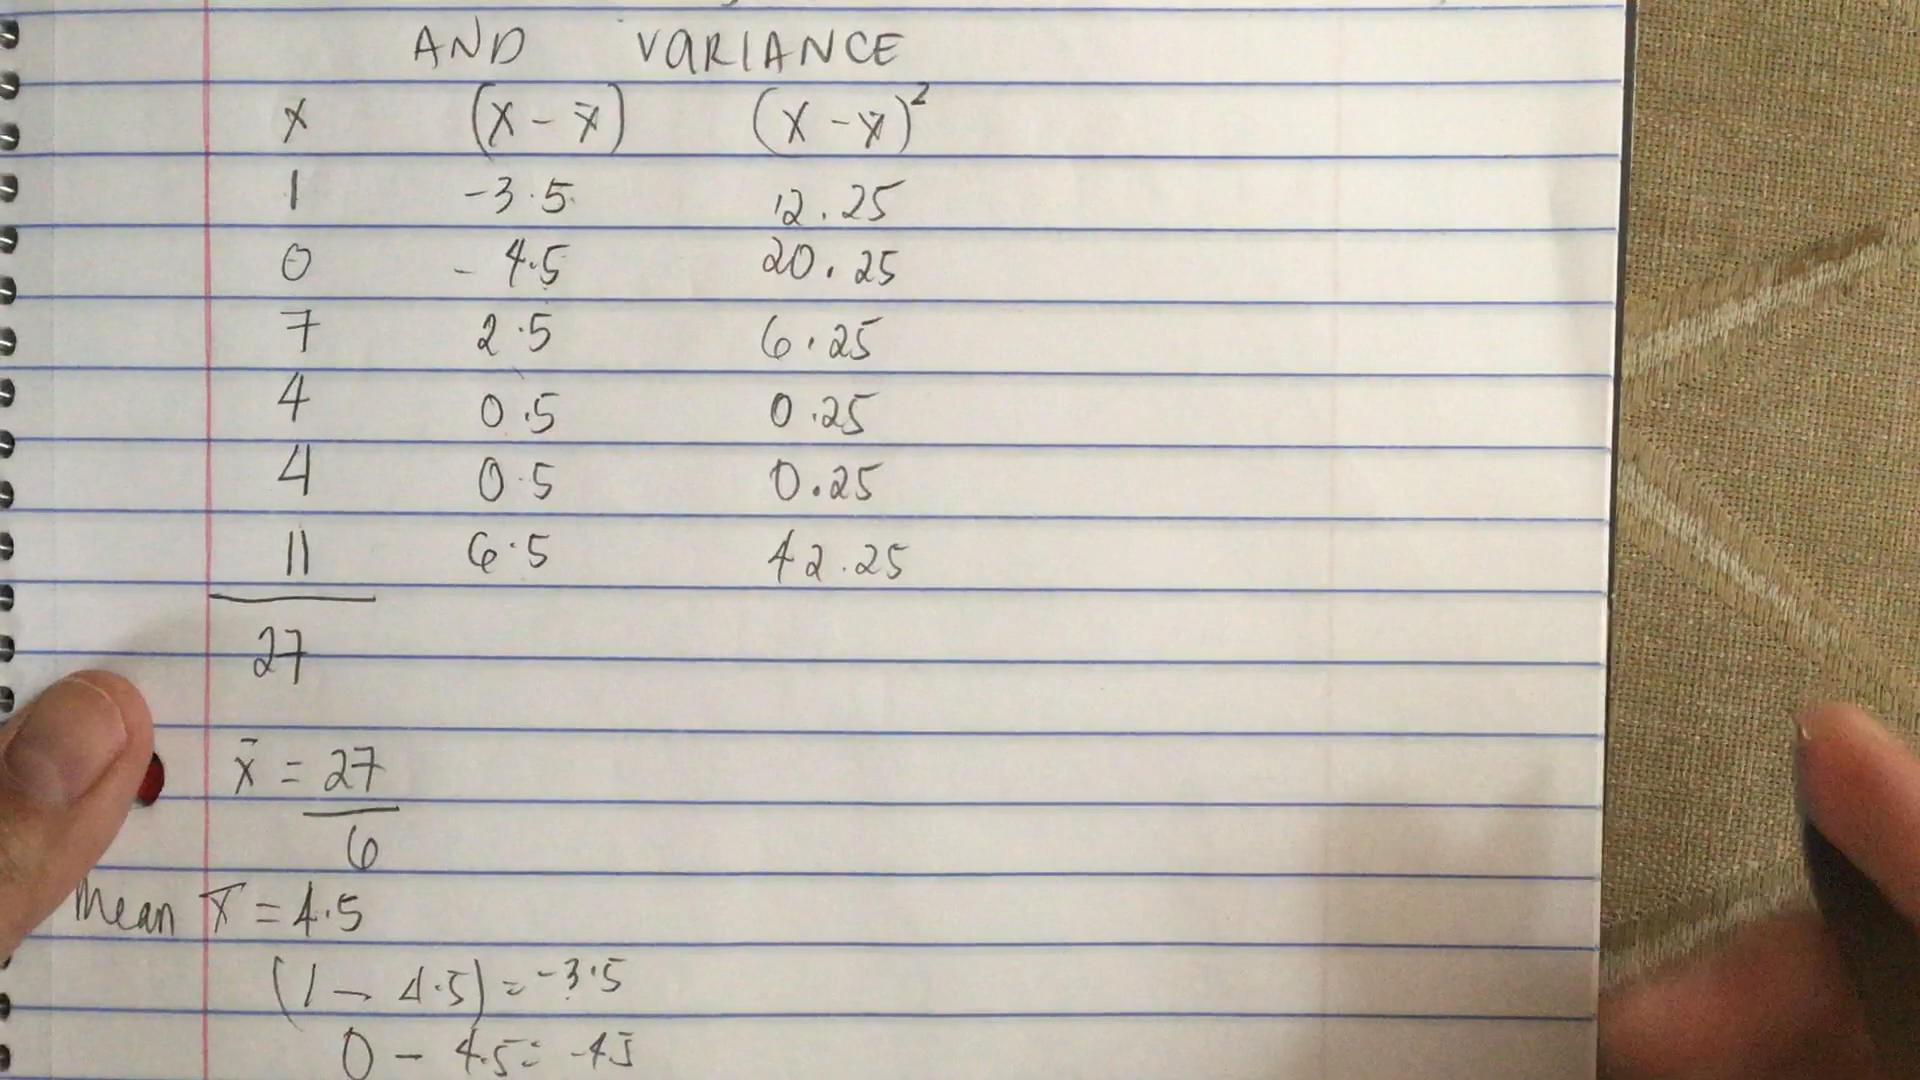 AND VARIANCE
x (x - x̄) (x - x̄)²
1 -3.5 12.25
0 - 4.5 20.25
7 2.5 6.25
4 0.5 0.25
4 0.5 0.25
11 6.5 42.25
27
x̄ = 27
6
Mean x̄ = 4.5
(1 - 4.5) = -3.5
0 - 4.5 = -4.5